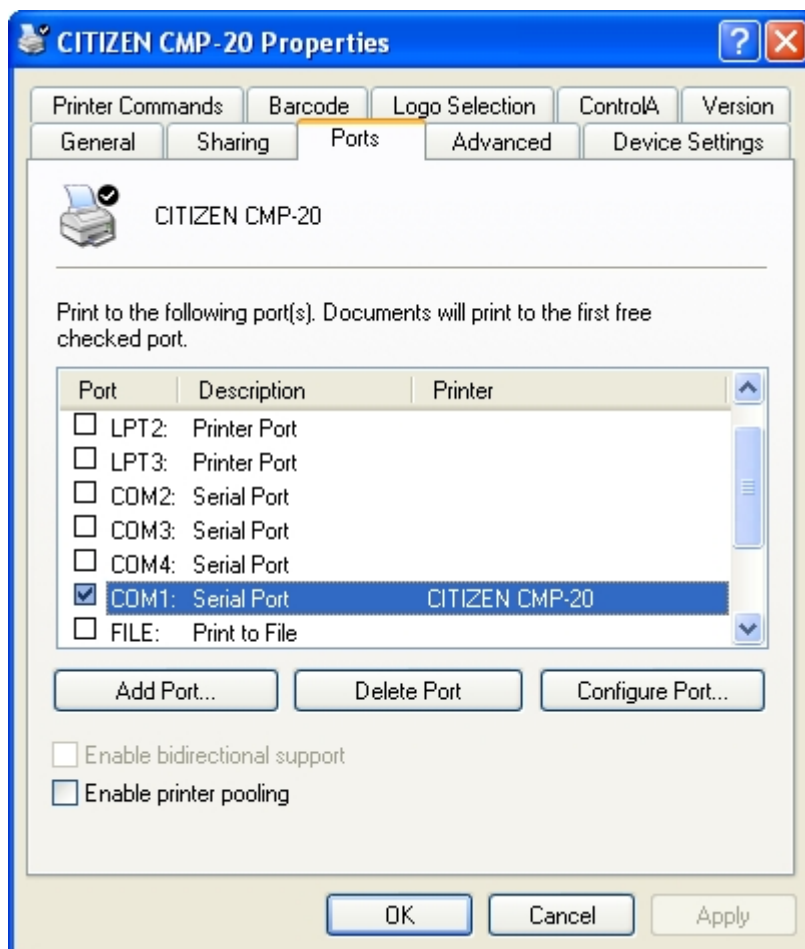 CITIZEN CMP-20 Properties
Printer Commands Barcode Logo Selection ControlA Version
General Sharing Ports Advanced Device Settings
CITIZEN CMP-20
Print to the following port(s). Documents will print to the first free
checked port.
Port Description Printer
LPT2: Printer Port
LPT3: Printer Port
COM2: Serial Port
COM3: Serial Port
COM4: Serial Port
COM1: Serial Port CITIZEN CMP-20
FILE: Print to File
Add Port... Delete Port Configure Port...
Enable bidirectional support
Enable printer pooling
OK Cancel Apply